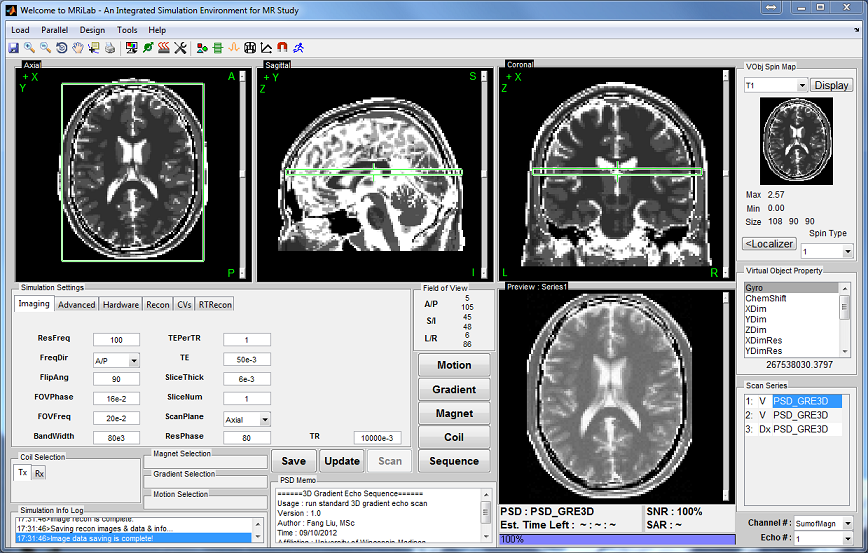 Welcome to MRiLab - An Integrated Simulation Environment for MR Study
Load Parallel Design Tools Help
Axial
+ X
Y
A
P
Sagittal
+ Y
Z
S
I
Coronal
+ X
Z
L
R
VObj Spin Map
T1
Display
Max 2.57
Min 0.00
Size 108 90 90
Spin Type
<Localizer
1
Simulation Settings
Imaging Advanced Hardware Recon CVs RTRecon
ResFreq 100 TEPerTR 1
FreqDir A/P TE 50e-3
FlipAng 90 SliceThick 6e-3
FOVPhase 16e-2 SliceNum 1
FOVFreq 20e-2 ScanPlane Axial
BandWidth 80e3 ResPhase 80 TR 10000e-3
Field of View
A/P 5
105
S/I 45
48
L/R 6
86
Motion
Gradient
Magnet
Coil
Sequence
Preview : Series1
Virtual Object Property
Gyro
ChemShift
XDim
YDim
ZDim
XDimRes
YDimRes
267538030.3797
Scan Series
1: V PSD_GRE3D
2: V PSD_GRE3D
3: Dx PSD_GRE3D
Coil Selection
Tx Rx
Magnet Selection
Gradient Selection
Motion Selection
Save Update Scan
Simulation Info Log
17:31:46>Image recon is complete!
17:31:46>Saving recon images & data & info...
17:31:46>Image data saving is complete!
PSD Memo
======3D Gradient Echo Sequence======
Usage : run standard 3D gradient echo scan
Version : 1.0
Author : Fang Liu, MSc
Time : 09/10/2012
Affiliation : University of Wisconsin Madison
PSD : PSD_GRE3D SNR : 100%
Est. Time Left : ~ : ~ : ~ SAR : ~
100%
Channel # : SumofMagn
Echo # : 1